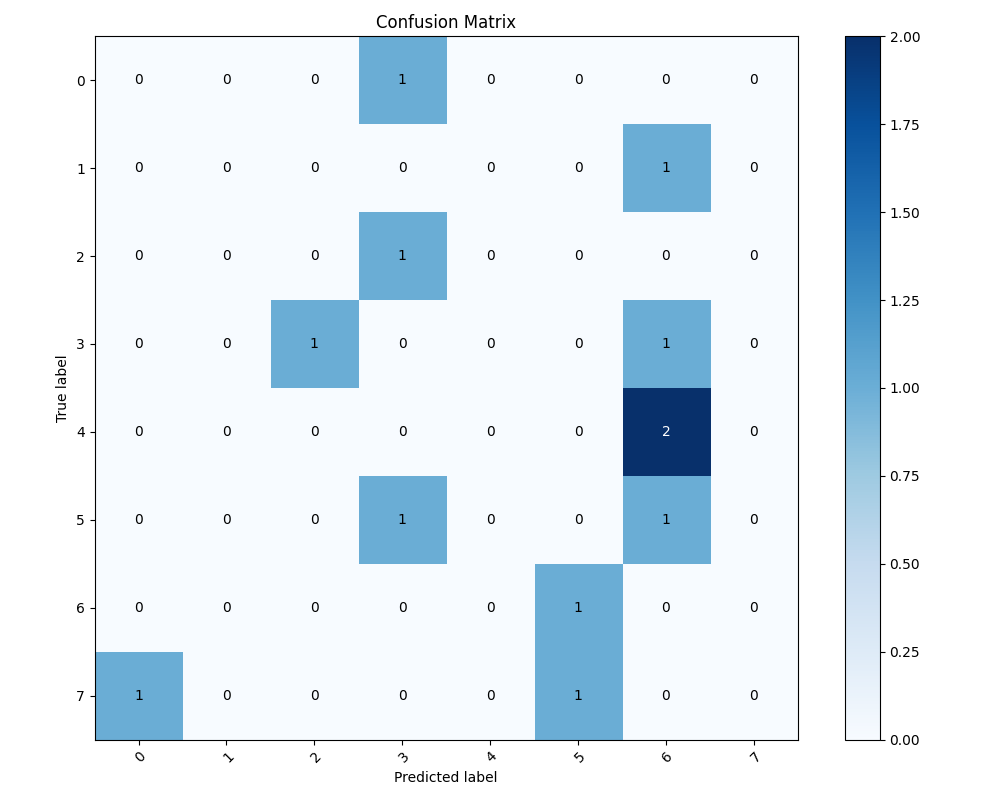 Confusion Matrix
0 0 0 0 1 0 0 0 0
1 0 0 0 0 0 0 1 0
2 0 0 0 1 0 0 0 0
3 0 0 1 0 0 0 1 0
4 0 0 0 0 0 0 2 0
5 0 0 0 1 0 0 1 0
6 0 0 0 0 0 1 0 0
7 1 0 0 0 0 1 0 0
0 1 2 3 4 5 6 7
True label
Predicted label
2.00
1.75
1.50
1.25
1.00
0.75
0.50
0.25
0.00